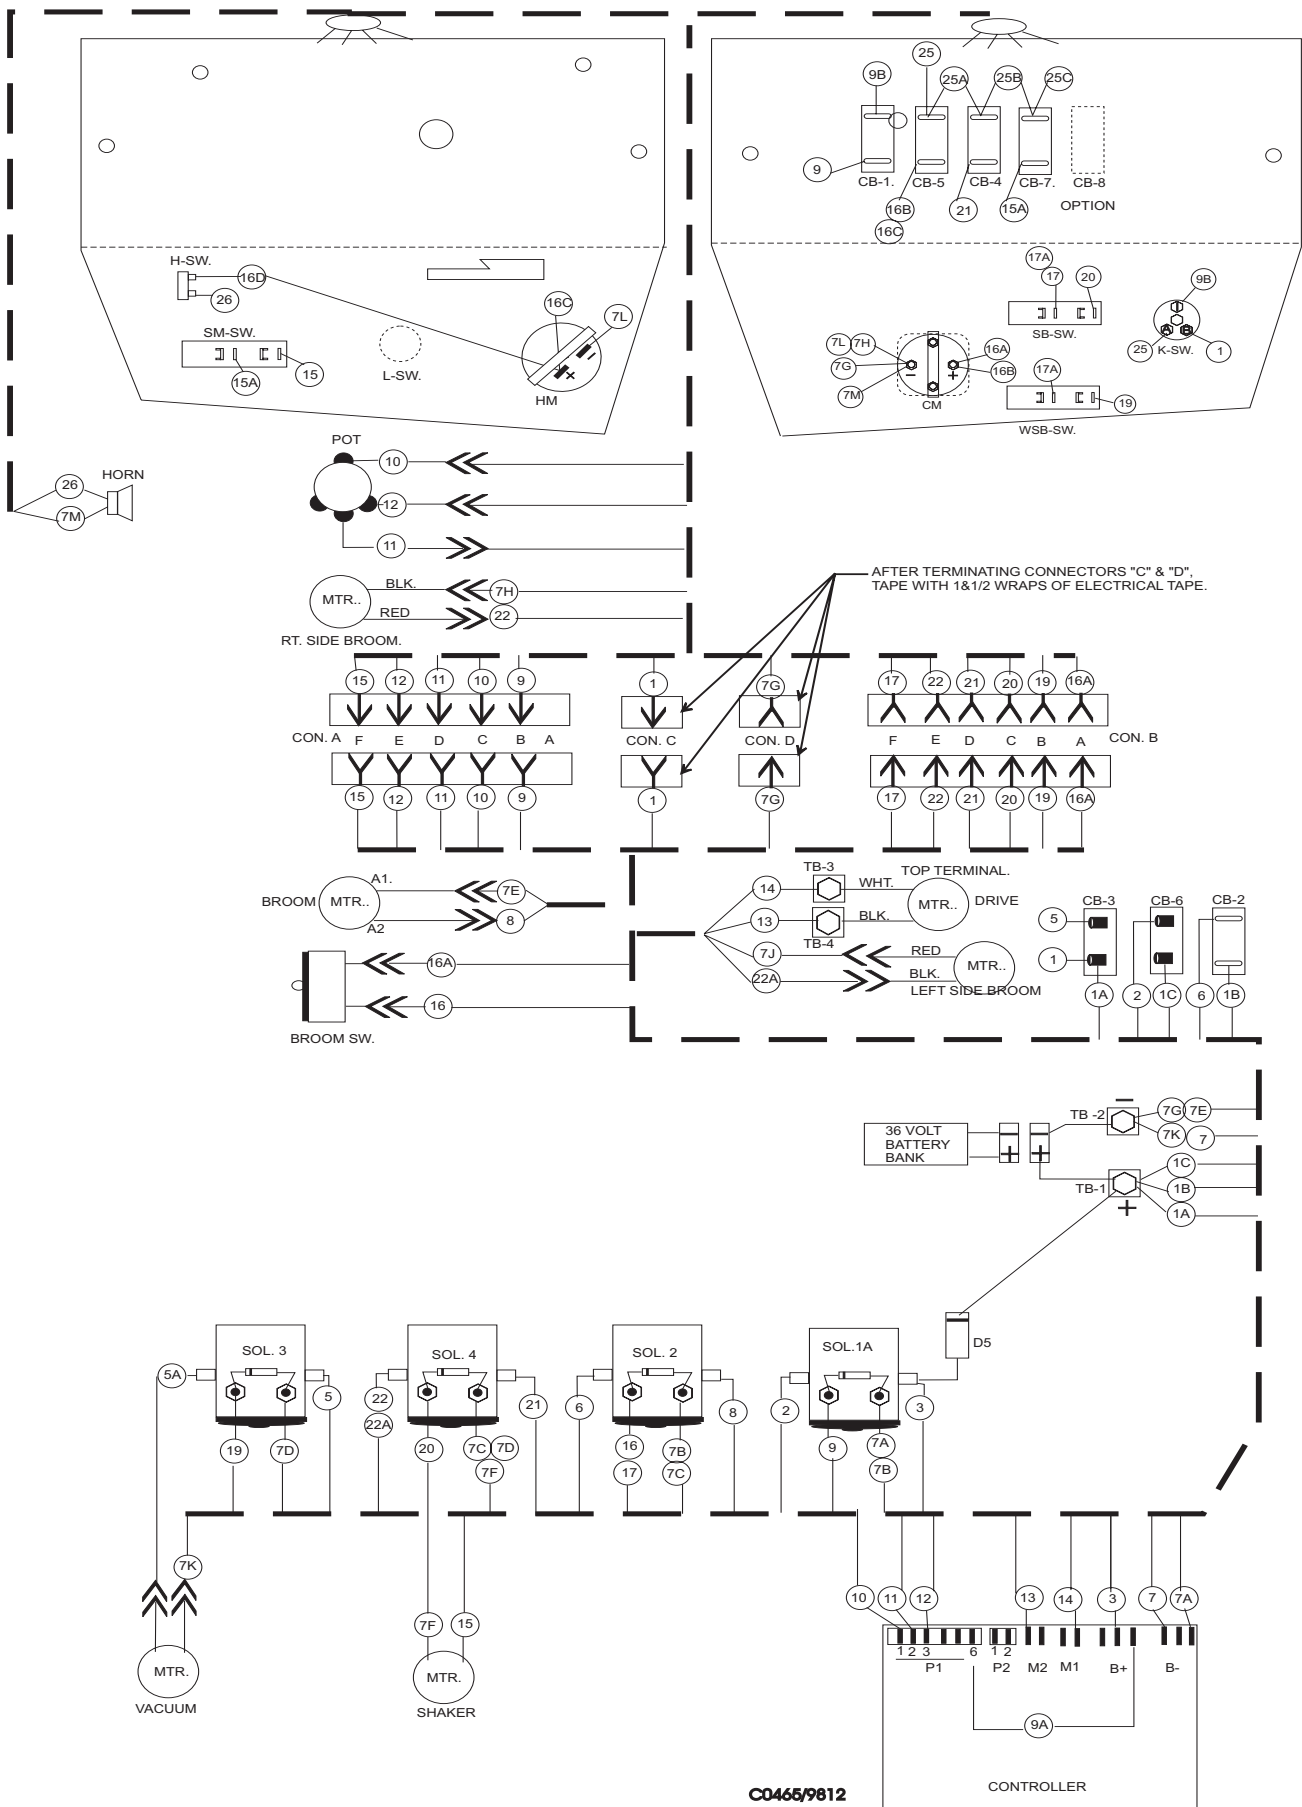 25
9B
25A
25B
25C
9
CB-1.
CB-5
CB-4
CB-7.
CB-8
16B
21
15A
OPTION
16C
H-SW.
16D
26
16C
7L
SM-SW.
15A
15
L-SW.
+
−
HM
17A
17
20
9B
SB-SW.
25
K-SW.
1
7L
7H
16A
7G
−
+
16B
7M
CM
17A
19
WSB-SW.
POT
10
12
11
26
HORN
7M
MTR..
BLK.
7H
RED
22
RT. SIDE BROOM.
AFTER TERMINATING CONNECTORS "C" & "D",
TAPE WITH 1&1/2 WRAPS OF ELECTRICAL TAPE.
15
12
11
10
9
1
7G
17
22
21
20
19
16A
CON. A
F
E
D
C
B
A
CON. C
CON. D
F
E
D
C
B
A
CON. B
15
12
11
10
9
1
7G
17
22
21
20
19
16A
BROOM
MTR..
A1.
7E
A2
8
16A
16
BROOM SW.
TB-3
TOP TERMINAL.
14
WHT.
MTR..
DRIVE
13
BLK.
TB-4
7J
RED
22A
BLK.
MTR..
LEFT SIDE BROOM
CB-3
CB-6
CB-2
5
1
1A
2
1C
6
1B
36 VOLT
BATTERY
BANK
−
+
−
+
−
TB -2
7G
7E
7K
7
TB-1
+
1C
1B
1A
D5
SOL. 3
SOL. 4
SOL. 2
SOL.1A
5A
5
22
22A
21
6
8
2
3
19
7D
20
7C
7D
7F
16
17
7B
7C
9
7A
7B
7K
MTR.
VACUUM
7F
15
MTR.
SHAKER
10
11
12
13
14
3
7
7A
1 2 3
6
1 2
P1
P2
M2
M1
B+
B-
9A
CONTROLLER
C0465/9812